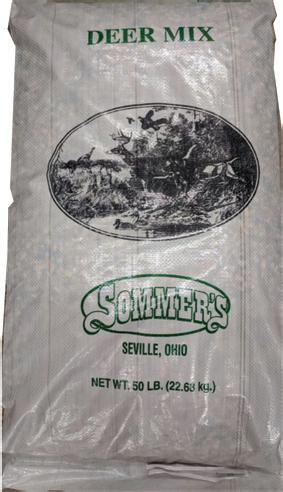 DEER MIX
SOMMER'S
SEVILLE, OHIO
NET WT. 50 LB. (22.68 kg.)